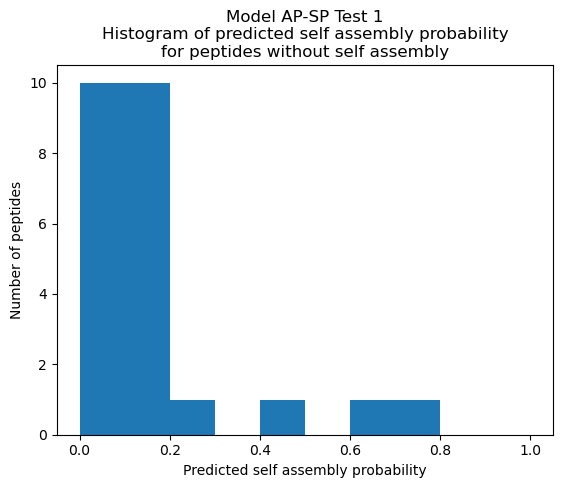 Model AP-SP Test 1
Histogram of predicted self assembly probability
for peptides without self assembly
10
8
6
4
2
0
Number of peptides
0.0 0.2 0.4 0.6 0.8 1.0
Predicted self assembly probability